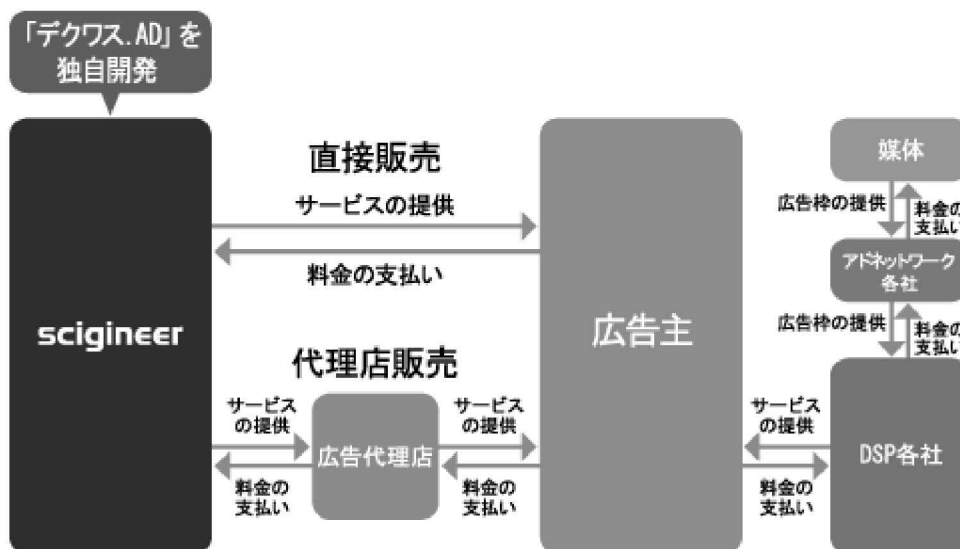 「デクワス.AD」を
独自開発
scigineer
直接販売
サービスの提供
料金の支払い
代理店販売
サービス
の提供
広告代理店
料金の
支払い
サービス
の提供
料金の
支払い
広告主
サービス
の提供
料金の
支払い
媒体
広告枠の提供
料金の
支払い
アドネットワーク
各社
広告枠の提供
料金の
支払い
DSP各社